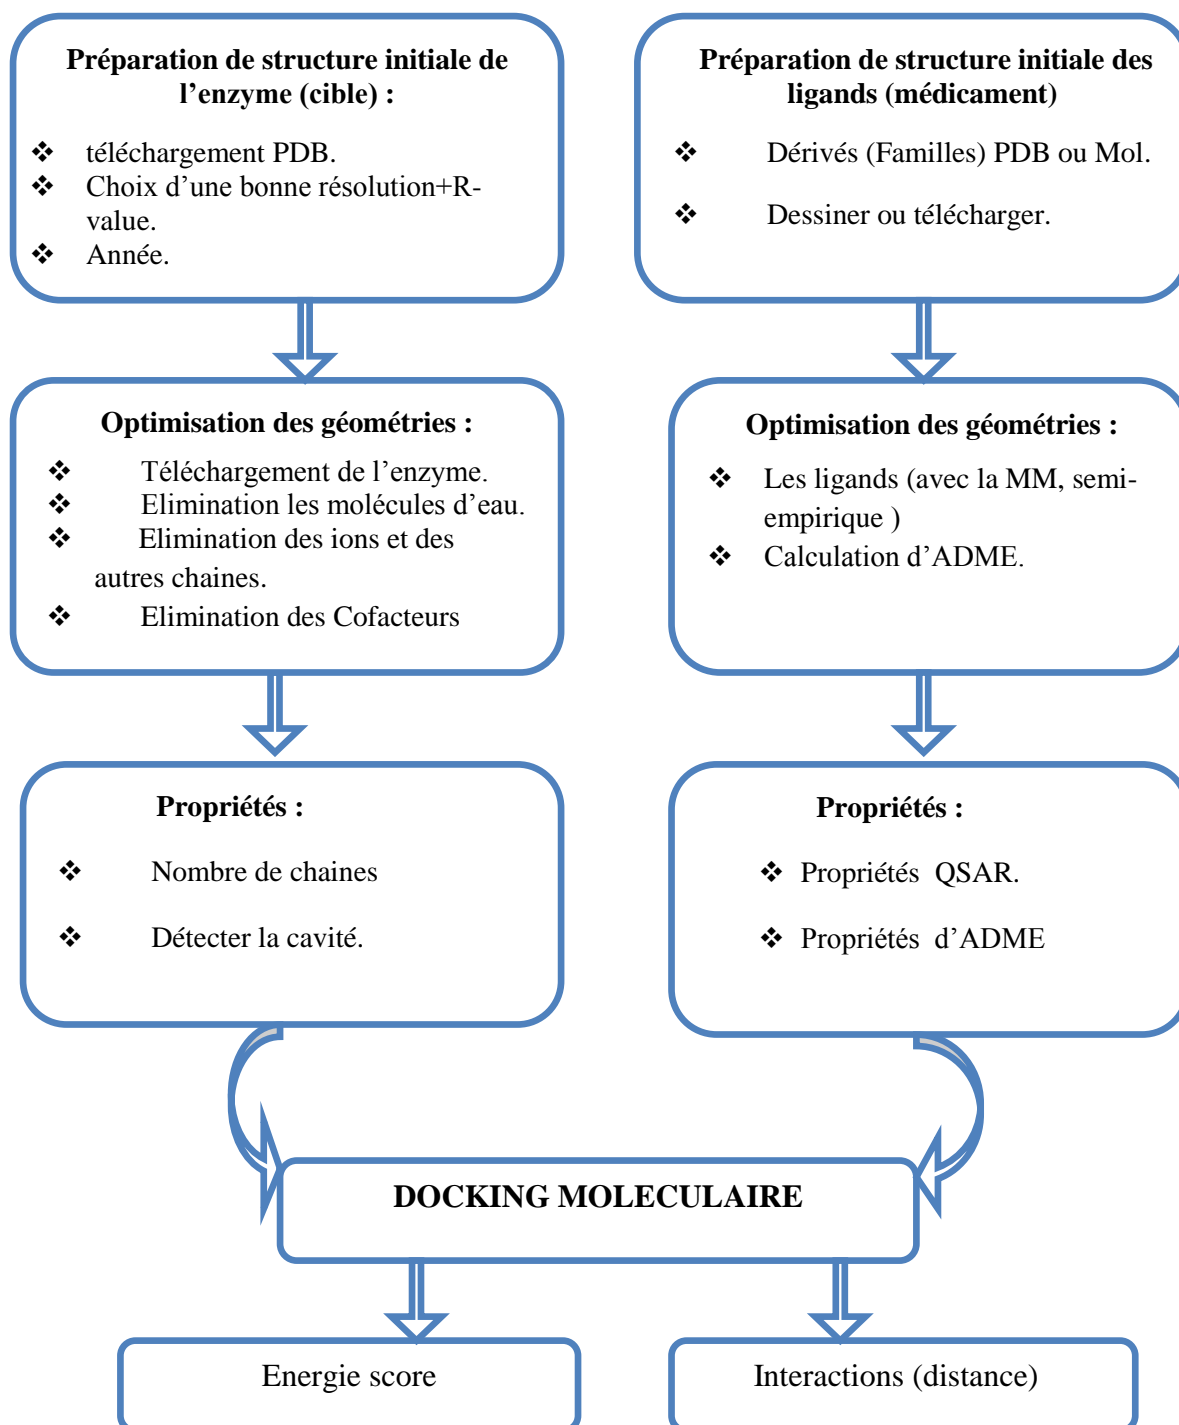 Préparation de structure initiale de
l’enzyme (cible) :
❖ téléchargement PDB.
❖ Choix d’une bonne résolution+R-
value.
❖ Année.
Préparation de structure initiale des
ligands (médicament)
❖ Dérivés (Familles) PDB ou Mol.
❖ Dessiner ou télécharger.
Optimisation des géométries :
❖ Téléchargement de l’enzyme.
❖ Elimination les molécules d’eau.
❖ Elimination des ions et des
autres chaines.
❖ Elimination des Cofacteurs
Optimisation des géométries :
❖ Les ligands (avec la MM, semi-
empirique )
❖ Calculation d’ADME.
Propriétés :
❖ Nombre de chaines
❖ Détecter la cavité.
Propriétés :
❖ Propriétés QSAR.
❖ Propriétés d’ADME
DOCKING MOLECULAIRE
Energie score
Interactions (distance)